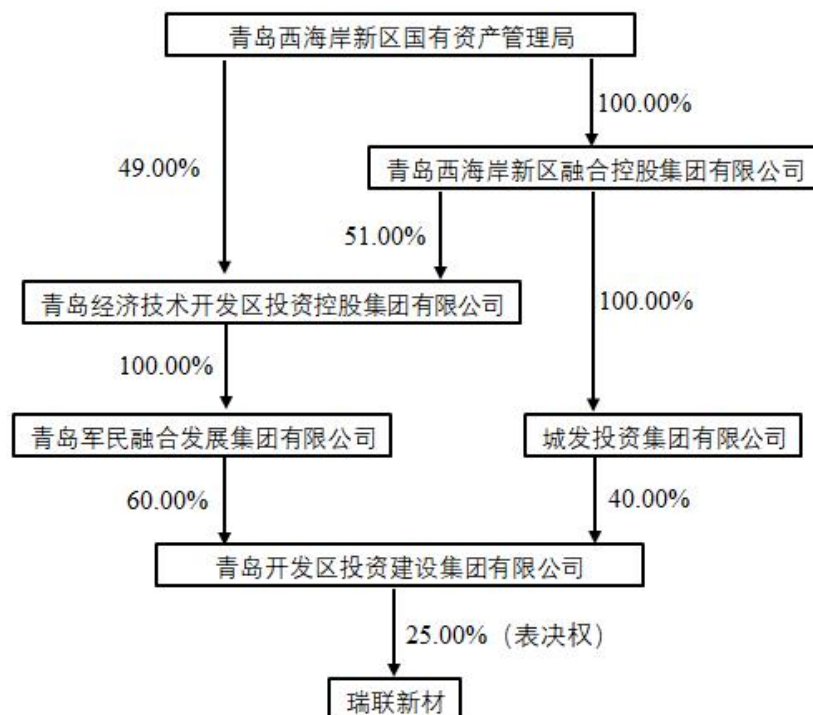 青岛西海岸新区国有资产管理局
100.00%
49.00%
青岛西海岸新区融合控股集团有限公司
51.00%
青岛经济技术开发区投资控股集团有限公司
100.00%
100.00%
青岛军民融合发展集团有限公司
城发投资集团有限公司
60.00%
40.00%
青岛开发区投资建设集团有限公司
25.00%（表决权）
瑞联新材